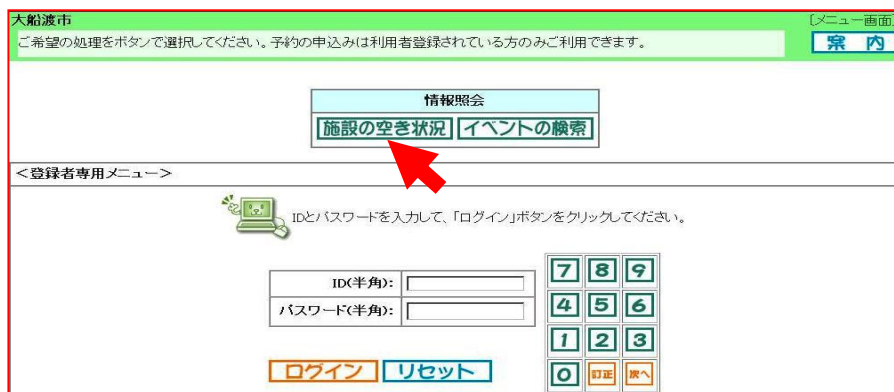 大船渡市 [メニュー画面]
ご希望の処理をボタンで選択してください。予約の申込みは利用者登録されている方のみご利用できます。 案内
情報照会
施設の空き状況 イベントの検索
＜登録者専用メニュー＞
IDとパスワードを入力して、「ログイン」ボタンをクリックしてください。
7 8 9
ID(半角):
4 5 6
パスワード(半角):
1 2 3
ログイン リセット 0 訂正 次へ